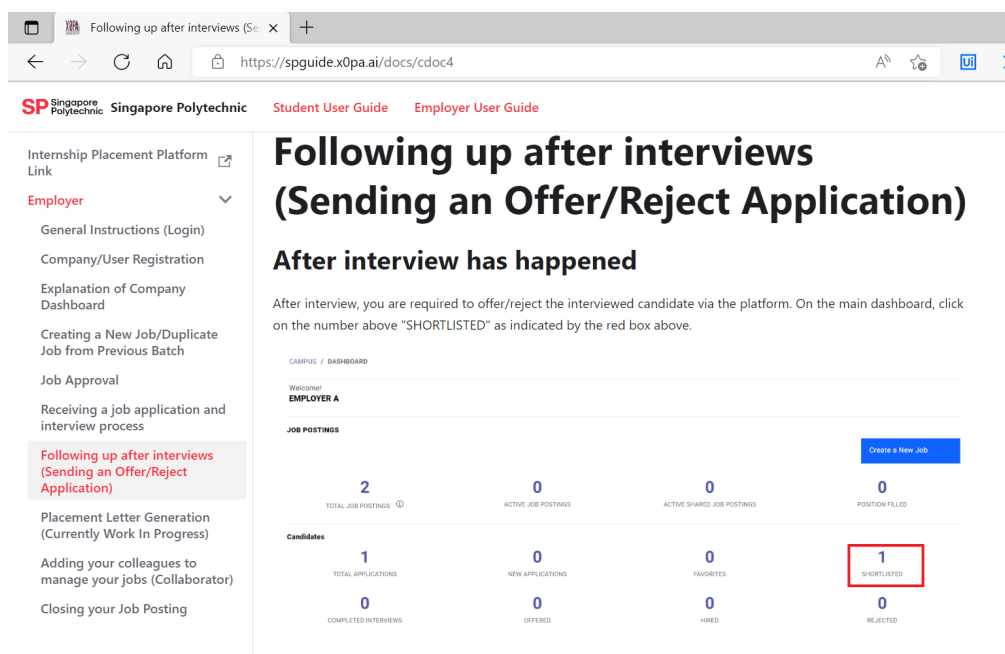 Following up after interviews (Se
https://spguide.x0pa.ai/docs/cdoc4
SP Singapore Polytechnic
Singapore Polytechnic
Student User Guide
Employer User Guide
Internship Placement Platform
Link
Employer
General Instructions (Login)
Company/User Registration
Explanation of Company
Dashboard
Creating a New Job/Duplicate
Job from Previous Batch
Job Approval
Receiving a job application and
interview process
Following up after interviews
(Sending an Offer/Reject
Application)
Placement Letter Generation
(Currently Work In Progress)
Adding your colleagues to
manage your jobs (Collaborator)
Closing your Job Posting
Following up after interviews
(Sending an Offer/Reject Application)
After interview has happened
After interview, you are required to offer/reject the interviewed candidate via the platform. On the main dashboard, click
on the number above "SHORTLISTED" as indicated by the red box above.
CAMPUS / DASHBOARD
Welcome!
EMPLOYER A
JOB POSTINGS
Create a New Job
2 0 0 0
TOTAL JOB POSTINGS ACTIVE JOB POSTINGS ACTIVE SHARED JOB POSTINGS POSITION FILLED
Candidates
1 0 0 1
TOTAL APPLICATIONS NEW APPLICATIONS FAVORITES SHORTLISTED
0 0 0 0
COMPLETED INTERVIEWS OFFERED HIRED REJECTED